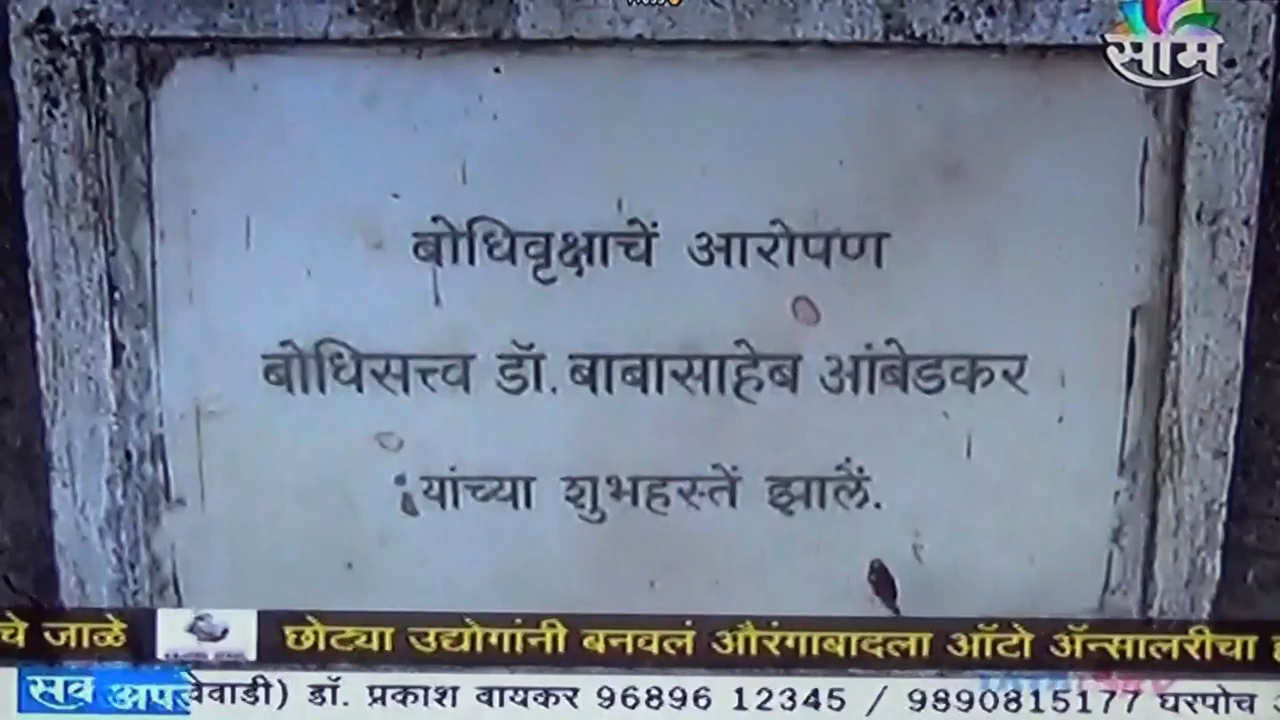 साम
बोधिवृक्षाचें आरोपण
बोधिसत्त्व डॉ. बाबासाहेब आंबेडकर
यांच्या शुभहस्तें झालें.
चे जाळे छोट्या उद्योगांनी बनवलं औरंगाबादला ऑटो ॲन्सालरीचा
वेवाडी) डॉ. प्रकाश वायकर 96896 12345 / 9890815177 घरपोच